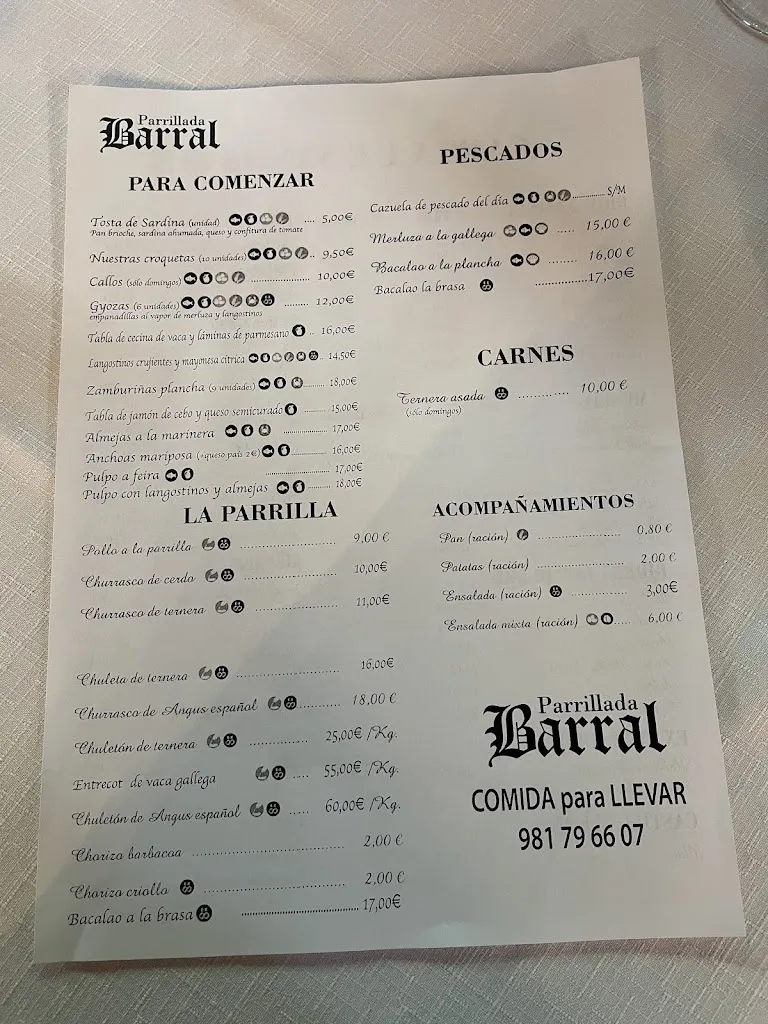 Parrillada
Barral
PARA COMENZAR
Tosta de Sardina (unidad) .... 5,00€
Pan brioche, sardina ahumada, queso y confitura de tomate
Nuestras croquetas (10 unidades) .. 9,50€
Callos (sólo domingos) ...................... 10,00€
Gyozas (6 unidades) ......... 12,00€
empanadillas al vapor de merluza y langostinos
Tabla de cecina de vaca y láminas de parmesano .. 16,00€
Langostinos crujientes y mayonesa cítrica .. 14,50€
Zamburiñas plancha (9 unidades) .......... 18,00€
Tabla de jamón de cebo y queso semicurado .......... 15,00€
Almejas a la marinera .................... 17,00€
Anchoas mariposa (+queso país 2€) ................ 16,00€
Pulpo a feira ............................ 17,00€
Pulpo con langostinos y almejas .......... 18,00€
LA PARRILLA
Pollo a la parrilla ........................ 9,00 €
Churrasco de cerdo ..................... 10,00€
Churrasco de ternera .................... 11,00€
Chuleta de ternera ......................... 16,00€
Churrasco de Angus español ........... 18,00 €
Chuletón de ternera .............. 25,00€ /Kg.
Entrecot de vaca gallega .... 55,00€ /Kg.
Chuletón de Angus español ..... 60,00€ /Kg.
Chorizo barbacoa .................................... 2,00 €
Chorizo criollo ................................. 2,00 €
Bacalao a la brasa .................................... 17,00€
PESCADOS
Cazuela de pescado del día .............. S/M
Merluza a la gallega ..... 15,00 €
Bacalao a la plancha ........ 16,00 €
Bacalao la brasa ................ 17,00€
CARNES
Ternera asada ............. 10,00 €
(sólo domingos)
ACOMPAÑAMIENTOS
Pan (ración) ....................... 0,80 €
Patatas (ración) ..................... 2,00 €
Ensalada (ración) .............. 3,00€
Ensalada mixta (ración) ..... 6,00 €
Parrillada
Barral
COMIDA para LLEVAR
981 79 66 07